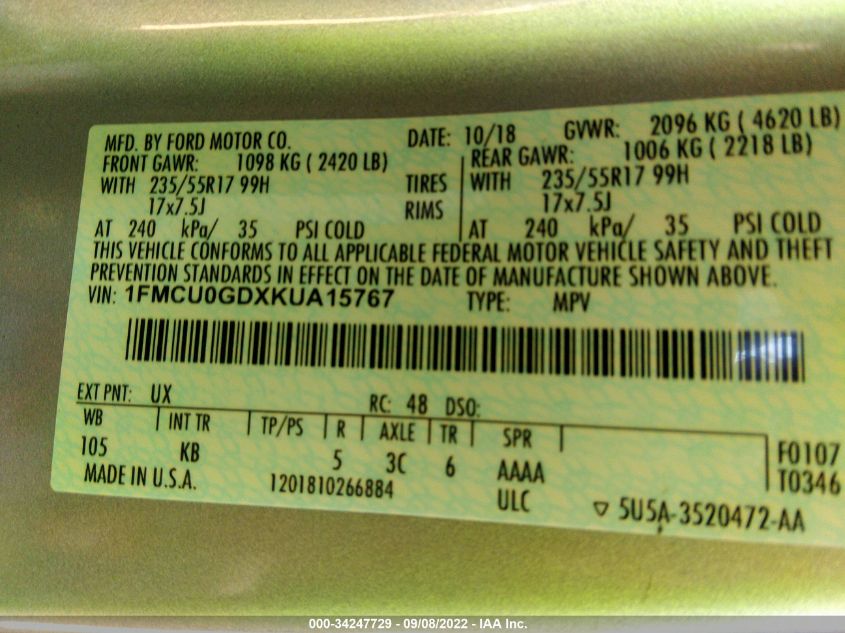 MFD. BY FORD MOTOR CO. DATE: 10/18 GVWR: 2096 KG ( 4620 LB)
FRONT GAWR: 1098 KG ( 2420 LB) REAR GAWR: 1006 KG ( 2218 LB)
WITH 235/55R17 99H TIRES WITH 235/55R17 99H
17x7.5J RIMS 17x7.5J
AT 240 kPa/ 35 PSI COLD AT 240 kPa/ 35 PSI COLD
THIS VEHICLE CONFORMS TO ALL APPLICABLE FEDERAL MOTOR VEHICLE SAFETY AND THEFT
PREVENTION STANDARDS IN EFFECT ON THE DATE OF MANUFACTURE SHOWN ABOVE.
VIN: 1FMCU0GDXKUA15767 TYPE: MPV
EXT PNT: UX RC: 48 DSO:
WB INT TR TP/PS R AXLE TR SPR
105 KB 5 3C 6 AAAA F0107
MADE IN U.S.A. 1201810266884 ULC T0346
5U5A-3520472-AA
000-34247729 - 09/08/2022 - IAA Inc.